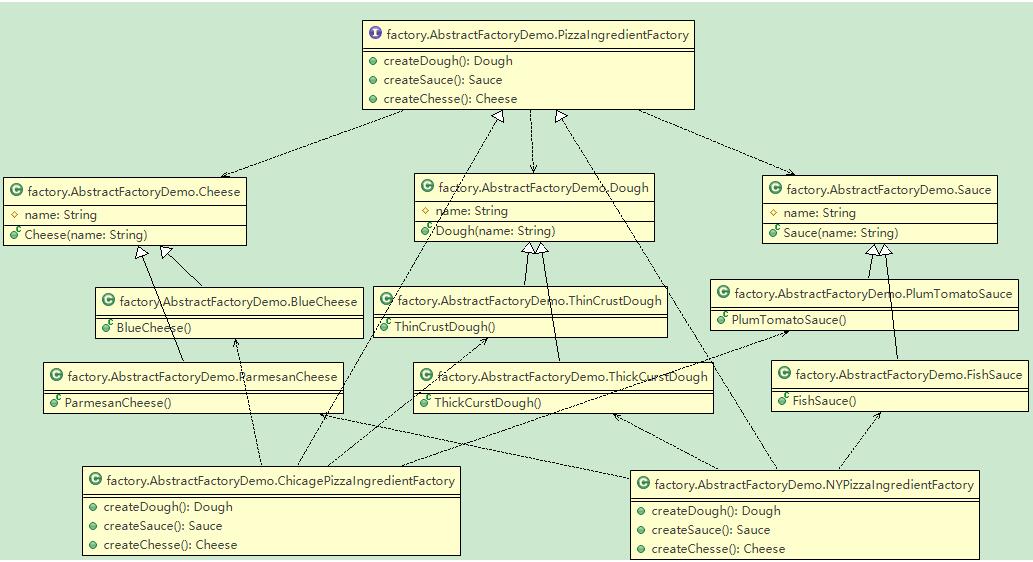 factory.AbstractFactoryDemo.PizzaIngredientFactory
createDough(): Dough
createSauce(): Sauce
createChesse(): Cheese
factory.AbstractFactoryDemo.Cheese
name: String
Cheese(name: String)
factory.AbstractFactoryDemo.Dough
name: String
Dough(name: String)
factory.AbstractFactoryDemo.Sauce
name: String
Sauce(name: String)
factory.AbstractFactoryDemo.BlueCheese
BlueCheese()
factory.AbstractFactoryDemo.ThinCrustDough
ThinCrustDough()
factory.AbstractFactoryDemo.PlumTomatoSauce
PlumTomatoSauce()
factory.AbstractFactoryDemo.ParmesanCheese
ParmesanCheese()
factory.AbstractFactoryDemo.ThickCurstDough
ThickCurstDough()
factory.AbstractFactoryDemo.FishSauce
FishSauce()
factory.AbstractFactoryDemo.ChicagePizzaIngredientFactory
createDough(): Dough
createSauce(): Sauce
createChesse(): Cheese
factory.AbstractFactoryDemo.NYPizzaIngredientFactory
createDough(): Dough
createSauce(): Sauce
createChesse(): Cheese